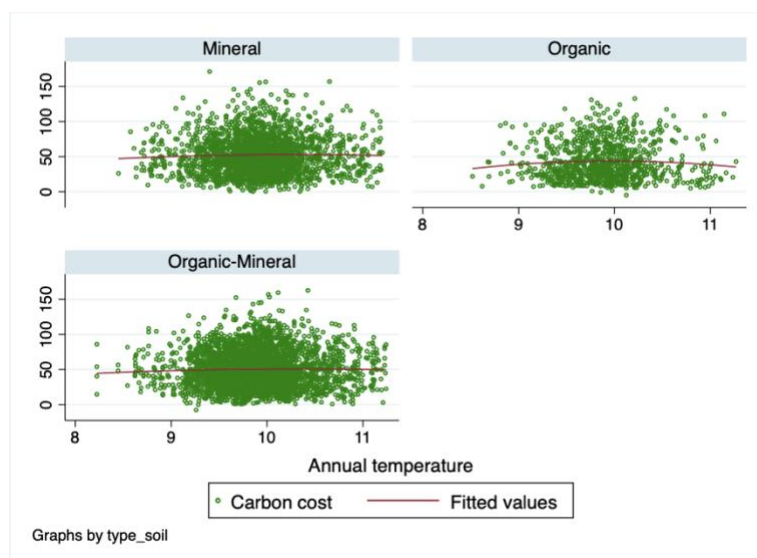 Mineral
Organic
0 50 100 150
8 9 10 11
Organic-Mineral
0 50 100 150
8 9 10 11
Annual temperature
Carbon cost Fitted values
Graphs by type_soil